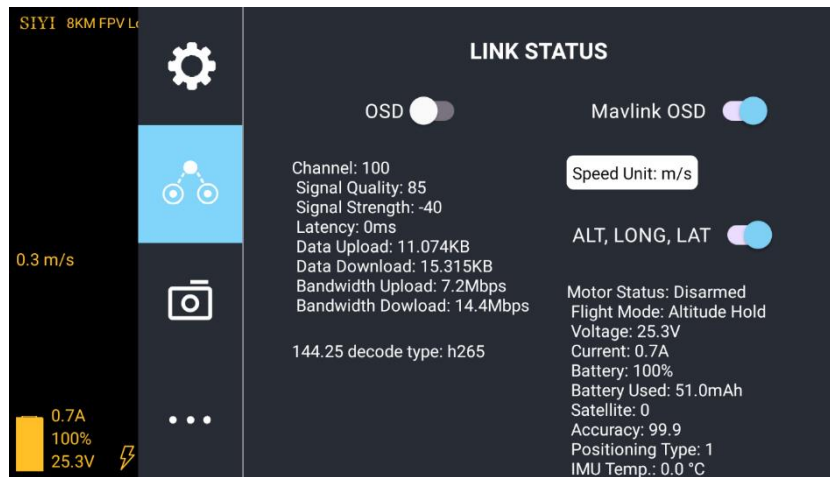 SIYI 8KM FPV L
LINK STATUS
OSD
Mavlink OSD
Channel: 100
Signal Quality: 85
Signal Strength: -40
Latency: 0ms
Data Upload: 11.074KB
Data Download: 15.315KB
Bandwidth Upload: 7.2Mbps
Bandwidth Dowload: 14.4Mbps
144.25 decode type: h265
Speed Unit: m/s
ALT, LONG, LAT
Motor Status: Disarmed
Flight Mode: Altitude Hold
Voltage: 25.3V
Current: 0.7A
Battery: 100%
Battery Used: 51.0mAh
Satellite: 0
Accuracy: 99.9
Positioning Type: 1
IMU Temp.: 0.0 °C
0.3 m/s
0.7A
100%
25.3V